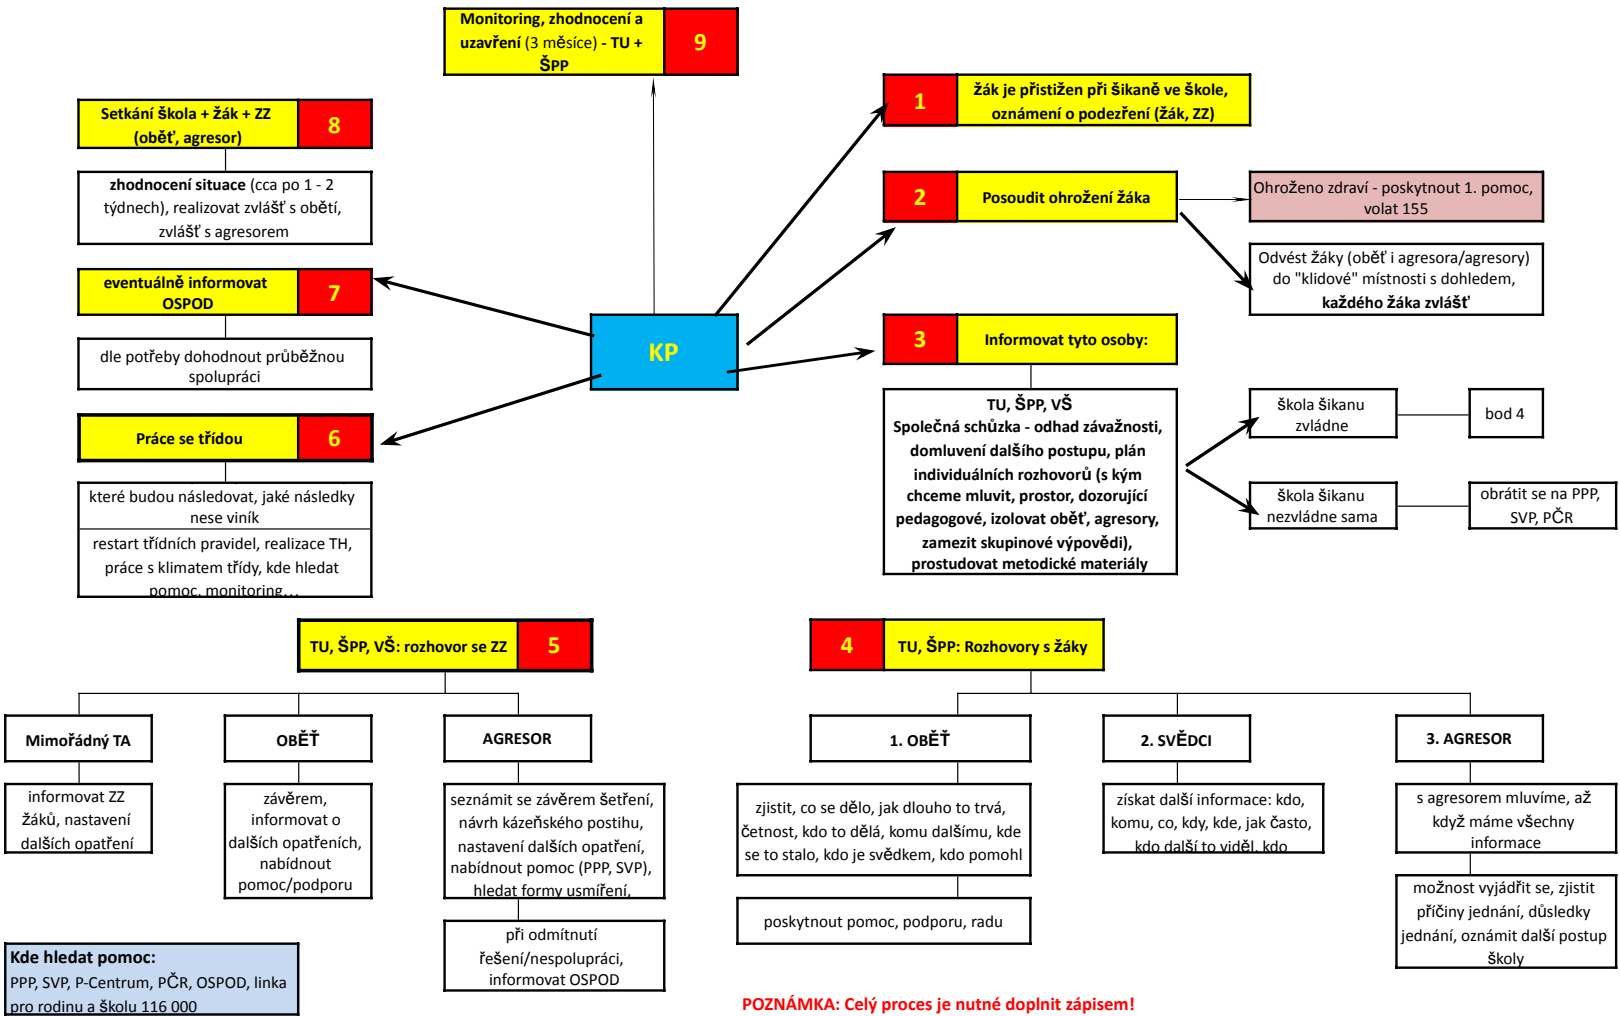 Monitoring, zhodnocení a
uzavření (3 měsíce) - TU +
ŠPP
9
1
žák je přistižen při šikaně ve škole,
oznámení o podezření (žák, ZZ)
Setkání škola + žák + ZZ
(oběť, agresor)
8
zhodnocení situace (cca po 1 - 2
týdnech), realizovat zvlášť s obětí,
zvlášť s agresorem
2
Posoudit ohrožení žáka
Ohroženo zdraví - poskytnout 1. pomoc,
volat 155
Odvést žáky (oběť i agresora/agresory)
do "klidové" místnosti s dohledem,
každého žáka zvlášť
eventuálně informovat
OSPOD
7
dle potřeby dohodnout průběžnou
spolupráci
KP
3
Informovat tyto osoby:
TU, ŠPP, VŠ
Společná schůzka - odhad závažnosti,
domluvení dalšího postupu, plán
individuálních rozhovorů (s kým
chceme mluvit, prostor, dozorující
pedagogové, izolovat oběť, agresory,
zamezit skupinové výpovědi),
prostudovat metodické materiály
škola šikanu
zvládne
bod 4
škola šikanu
nezvládne sama
obrátit se na PPP,
SVP, PČR
Práce se třídou
6
které budou následovat, jaké následky
nese viník
restart třídních pravidel, realizace TH,
práce s klimatem třídy, kde hledat
pomoc, monitoring…
TU, ŠPP, VŠ: rozhovor se ZZ
5
Mimořádný TA
OBĚŤ
AGRESOR
informovat ZZ
žáků, nastavení
dalších opatření
závěrem,
informovat o
dalších opatřeních,
nabídnout
pomoc/podporu
seznámit se závěrem šetření,
návrh kázeňského postihu,
nastavení dalších opatření,
nabídnout pomoc (PPP, SVP),
hledat formy usmíření,
při odmítnutí
řešení/nespolupráci,
informovat OSPOD
4
TU, ŠPP: Rozhovory s žáky
1. OBĚŤ
2. SVĚDCI
3. AGRESOR
zjistit, co se dělo, jak dlouho to trvá,
četnost, kdo to dělá, komu dalšímu, kde
se to stalo, kdo je svědkem, kdo pomohl
poskytnout pomoc, podporu, radu
získat další informace: kdo,
komu, co, kdy, kde, jak často,
kdo další to viděl, kdo
s agresorem mluvíme, až
když máme všechny
informace
možnost vyjádřit se, zjistit
příčiny jednání, důsledky
jednání, oznámit další postup
školy
Kde hledat pomoc:
PPP, SVP, P-Centrum, PČR, OSPOD, linka
pro rodinu a školu 116 000
POZNÁMKA: Celý proces je nutné doplnit zápisem!